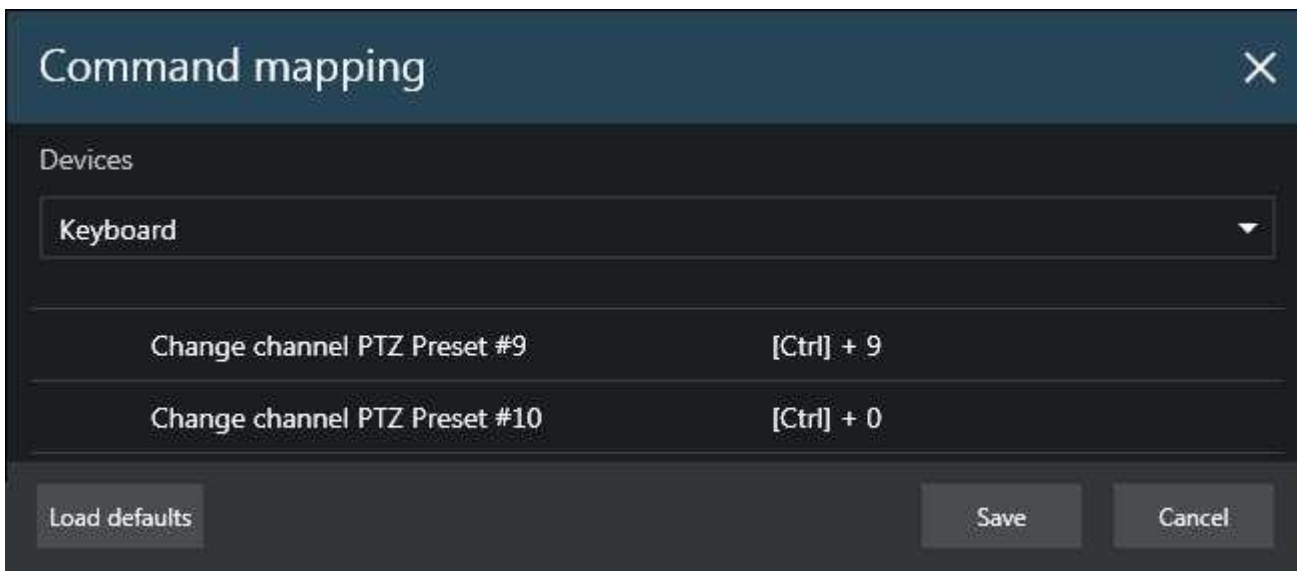 Command mapping
Devices
Keyboard
Change channel PTZ Preset #9 [Ctrl] + 9
Change channel PTZ Preset #10 [Ctrl] + 0
Load defaults Save Cancel